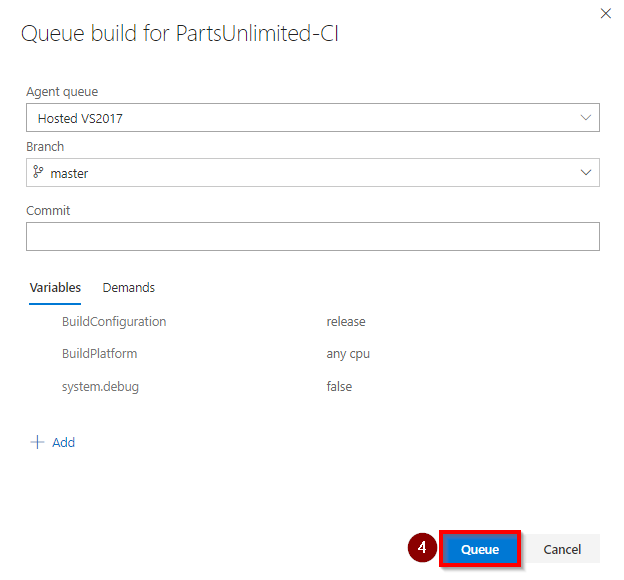 Queue build for PartsUnlimited-CI
Agent queue
Hosted VS2017
Branch
master
Commit
Variables Demands
BuildConfiguration release
BuildPlatform any cpu
system.debug false
Add
4 Queue Cancel